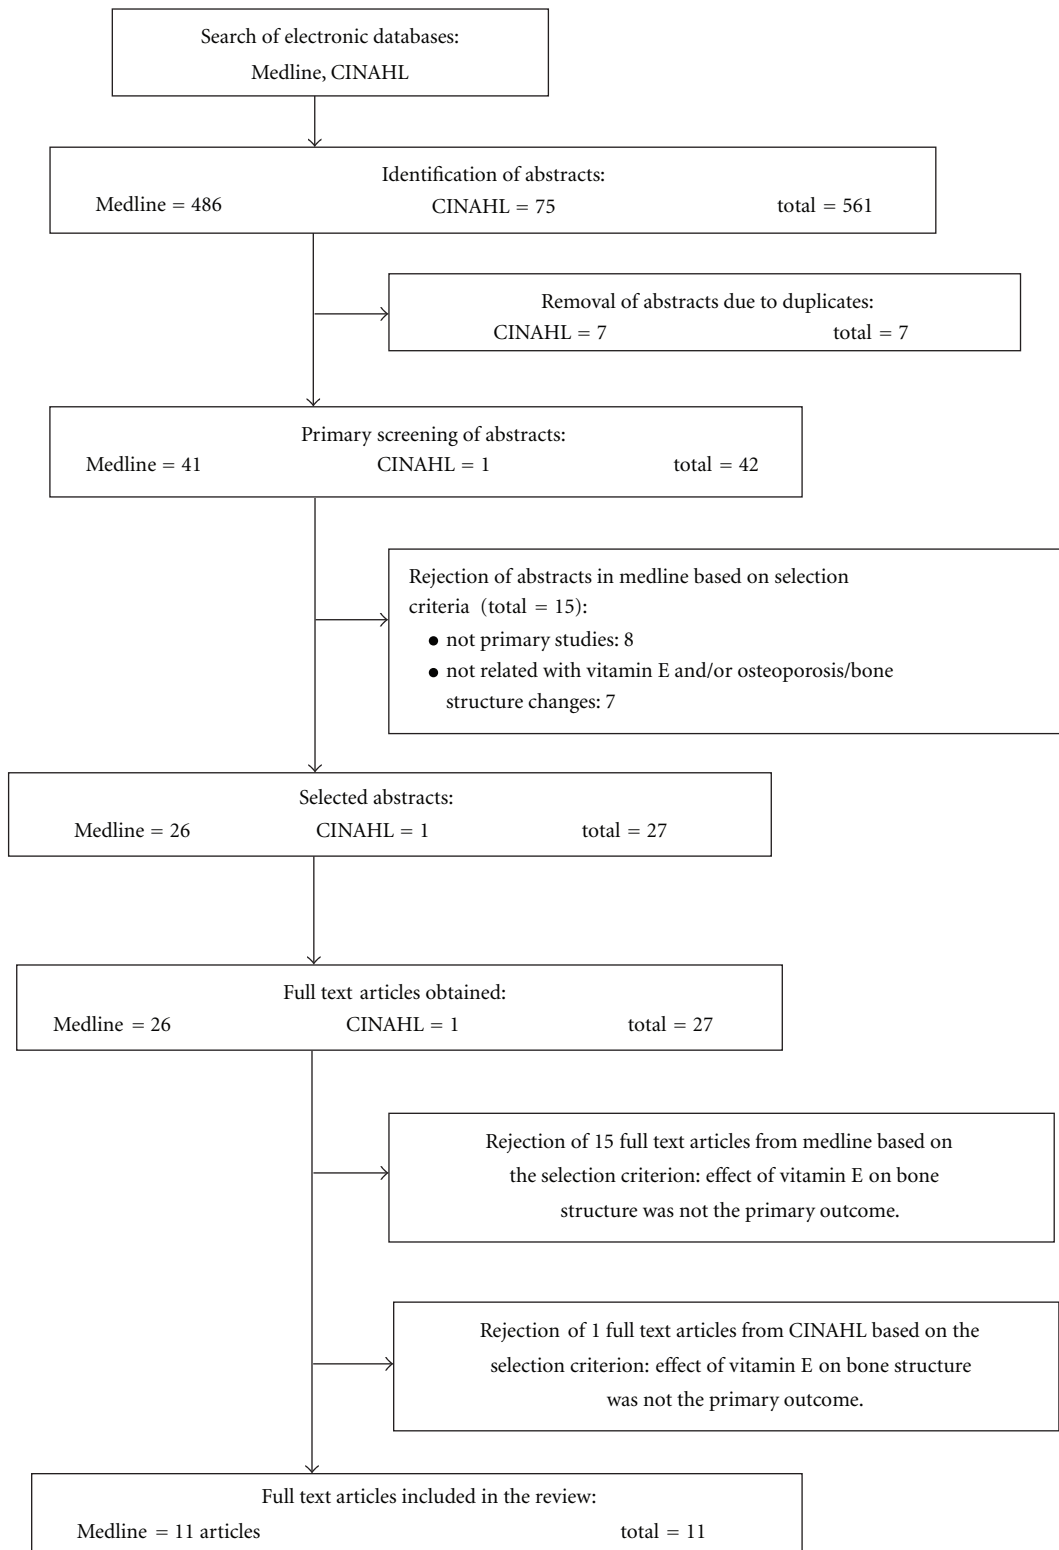 Search of electronic databases:
Medline, CINAHL
Identification of abstracts:
Medline = 486 CINAHL = 75 total = 561
Removal of abstracts due to duplicates:
CINAHL = 7 total = 7
Primary screening of abstracts:
Medline = 41 CINAHL = 1 total = 42
Rejection of abstracts in medline based on selection
criteria (total = 15):
• not primary studies: 8
• not related with vitamin E and/or osteoporosis/bone
structure changes: 7
Selected abstracts:
Medline = 26 CINAHL = 1 total = 27
Full text articles obtained:
Medline = 26 CINAHL = 1 total = 27
Rejection of 15 full text articles from medline based on
the selection criterion: effect of vitamin E on bone
structure was not the primary outcome.
Rejection of 1 full text articles from CINAHL based on the
selection criterion: effect of vitamin E on bone structure
was not the primary outcome.
Full text articles included in the review:
Medline = 11 articles total = 11